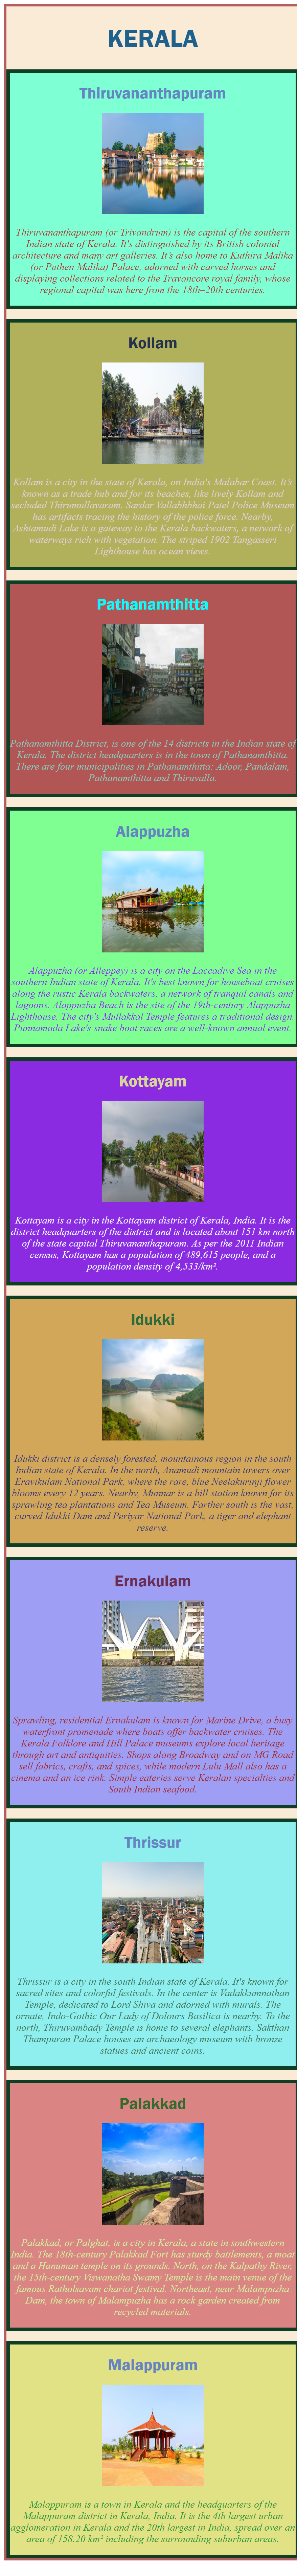 KERALA
Thiruvananthapuram
Thiruvananthapuram (or Trivandrum) is the capital of the southern
Indian state of Kerala. It's distinguished by its British colonial
architecture and many art galleries. It's also home to Kuthira Malika
(or Puthen Malika) Palace, adorned with carved horses and
displaying collections related to the Travancore royal family, whose
regional capital was here from the 18th–20th centuries.
Kollam
Kollam is a city in the state of Kerala, on India's Malabar Coast. It's
known as a trade hub and for its beaches, like lively Kollam and
secluded Thirumullavaram. Sardar Vallabhbhai Patel Police Museum
has artifacts tracing the history of the police force. Nearby,
Ashtamudi Lake is a gateway to the Kerala backwaters, a network of
waterways rich with vegetation. The striped 1902 Tangasseri
Lighthouse has ocean views.
Pathanamthitta
Pathanamthitta District, is one of the 14 districts in the Indian state of
Kerala. The district headquarters is in the town of Pathanamthitta.
There are four municipalities in Pathanamthitta: Adoor, Pandalam,
Pathanamthitta and Thiruvalla.
Alappuzha
Alappuzha (or Alleppey) is a city on the Laccadive Sea in the
southern Indian state of Kerala. It's best known for houseboat cruises
along the rustic Kerala backwaters, a network of tranquil canals and
lagoons. Alappuzha Beach is the site of the 19th-century Alappuzha
Lighthouse. The city's Mullakkal Temple features a traditional design.
Punnamada Lake's snake boat races are a well-known annual event.
Kottayam
Kottayam is a city in the Kottayam district of Kerala, India. It is the
district headquarters of the district and is located about 151 km north
of the state capital Thiruvananthapuram. As per the 2011 Indian
census, Kottayam has a population of 489,615 people, and a
population density of 4,533/km².
Idukki
Idukki district is a densely forested, mountainous region in the south
Indian state of Kerala. In the north, Anamudi mountain towers over
Eravikulam National Park, where the rare, blue Neelakurinji flower
blooms every 12 years. Nearby, Munnar is a hill station known for its
sprawling tea plantations and Tea Museum. Farther south is the vast,
curved Idukki Dam and Periyar National Park, a tiger and elephant
reserve.
Ernakulam
Sprawling, residential Ernakulam is known for Marine Drive, a busy
waterfront promenade where boats offer backwater cruises. The
Kerala Folklore and Hill Palace museums explore local heritage
through art and antiquities. Shops along Broadway and on MG Road
sell fabrics, crafts, and spices, while modern Lulu Mall also has a
cinema and an ice rink. Simple eateries serve Keralan specialties and
South Indian seafood.
Thrissur
Thrissur is a city in the south Indian state of Kerala. It's known for
sacred sites and colorful festivals. In the center is Vadakkumnathan
Temple, dedicated to Lord Shiva and adorned with murals. The
ornate, Indo-Gothic Our Lady of Dolours Basilica is nearby. To the
north, Thiruvambady Temple is home to several elephants. Sakthan
Thampuran Palace houses an archaeology museum with bronze
statues and ancient coins.
Palakkad
Palakkad, or Palghat, is a city in Kerala, a state in southwestern
India. The 18th-century Palakkad Fort has sturdy battlements, a moat
and a Hanuman temple on its grounds. North, on the Kalpathy River,
the 15th-century Viswanatha Swamy Temple is the main venue of the
famous Ratholsavam chariot festival. Northeast, near Malampuzha
Dam, the town of Malampuzha has a rock garden created from
recycled materials.
Malappuram
Malappuram is a town in Kerala and the headquarters of the
Malappuram district in Kerala, India. It is the 4th largest urban
agglomeration in Kerala and the 20th largest in India, spread over an
area of 158.20 km² including the surrounding suburban areas.